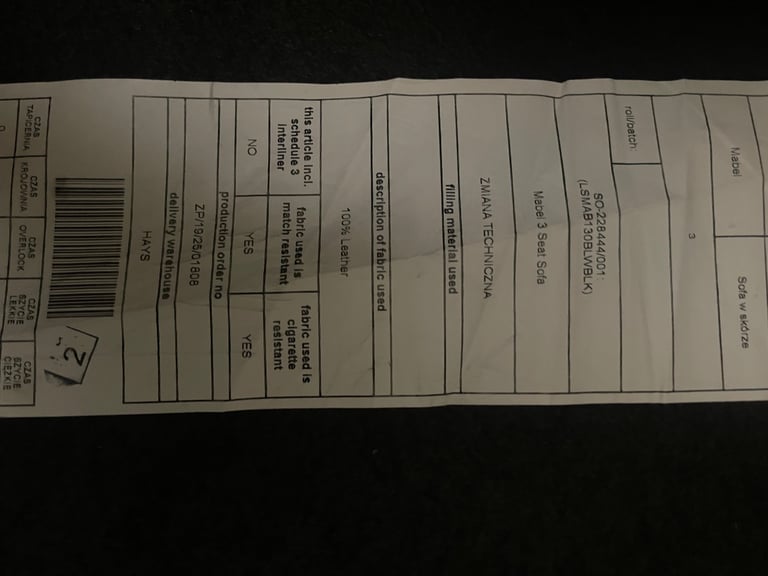 Mabel
Sofa w skórze
3
roll/batch:
SO-228444/001:
(LSMAB130BLWBLK)
Mabel 3 Seat Sofa
ZMIANA TECHNICZNA
filling material used
description of fabric used
100% Leather
this article incl. schedule 3 interliner
fabric used is match resistant
fabric used is cigarette resistant
NO
YES
YES
production order no
ZP/19/25/01808
delivery warehouse
HAYS
2
CZAS TAPICERNIA
CZAS KROJOWNIA
CZAS OVERLOCK
CZAS SZYCIE LEKKIE
CZAS SZYCIE CIĘŻKIE